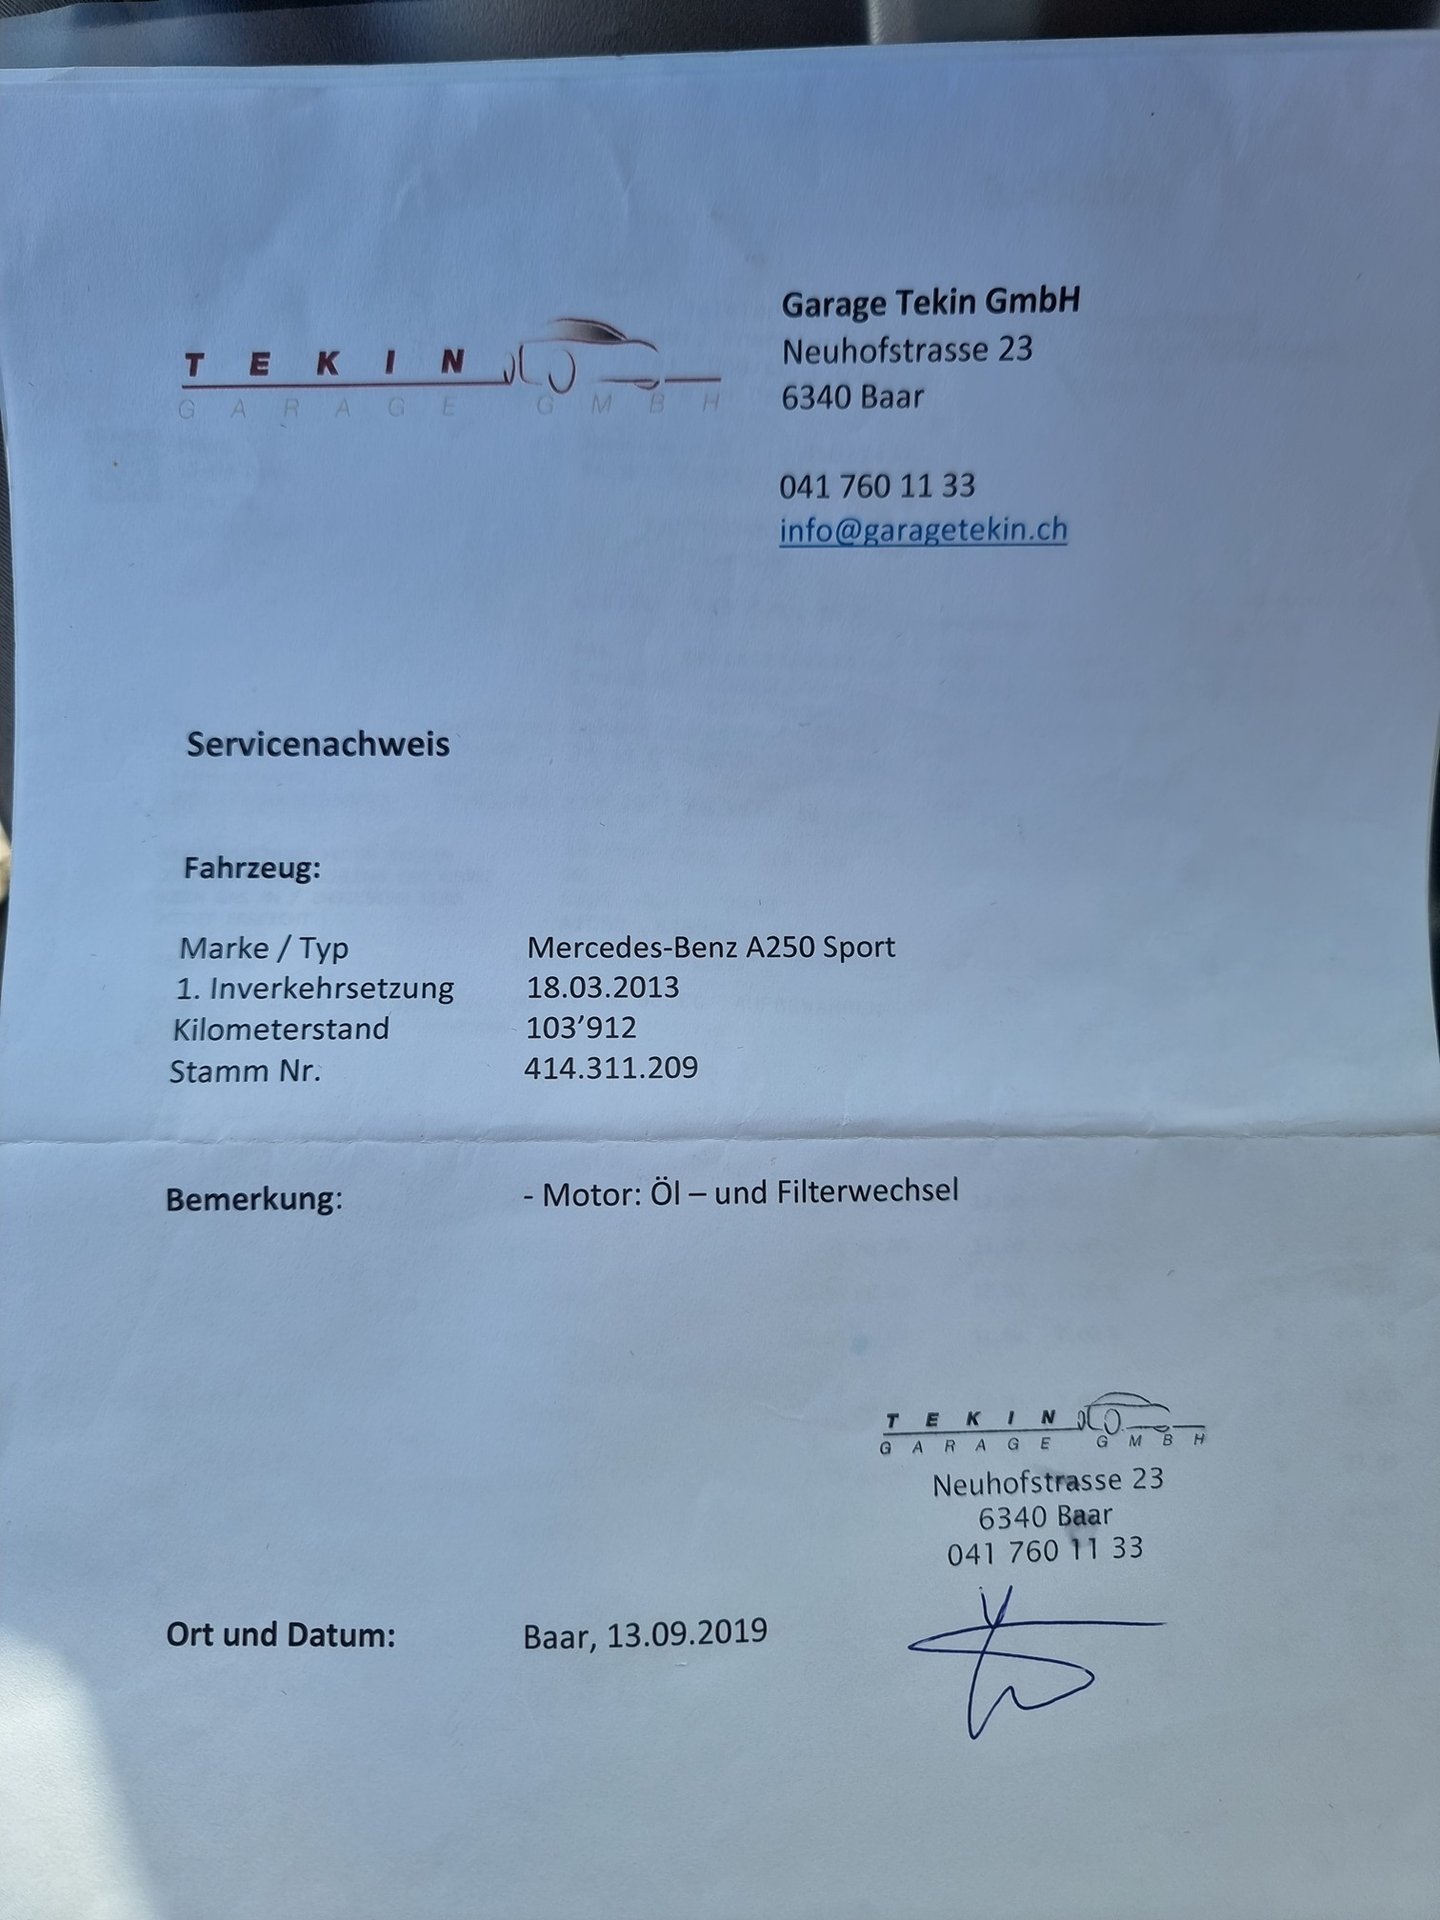 TEKIN
GARAGE GMBH
Garage Tekin GmbH
Neuhofstrasse 23
6340 Baar
041 760 11 33
info@garagetekin.ch
Servicenachweis
Fahrzeug:
Marke / Typ Mercedes-Benz A250 Sport
1. Inverkehrsetzung 18.03.2013
Kilometerstand 103’912
Stamm Nr. 414.311.209
Bemerkung: - Motor: Öl – und Filterwechsel
TEKIN
GARAGE GMBH
Neuhofstrasse 23
6340 Baar
041 760 11 33
Ort und Datum: Baar, 13.09.2019